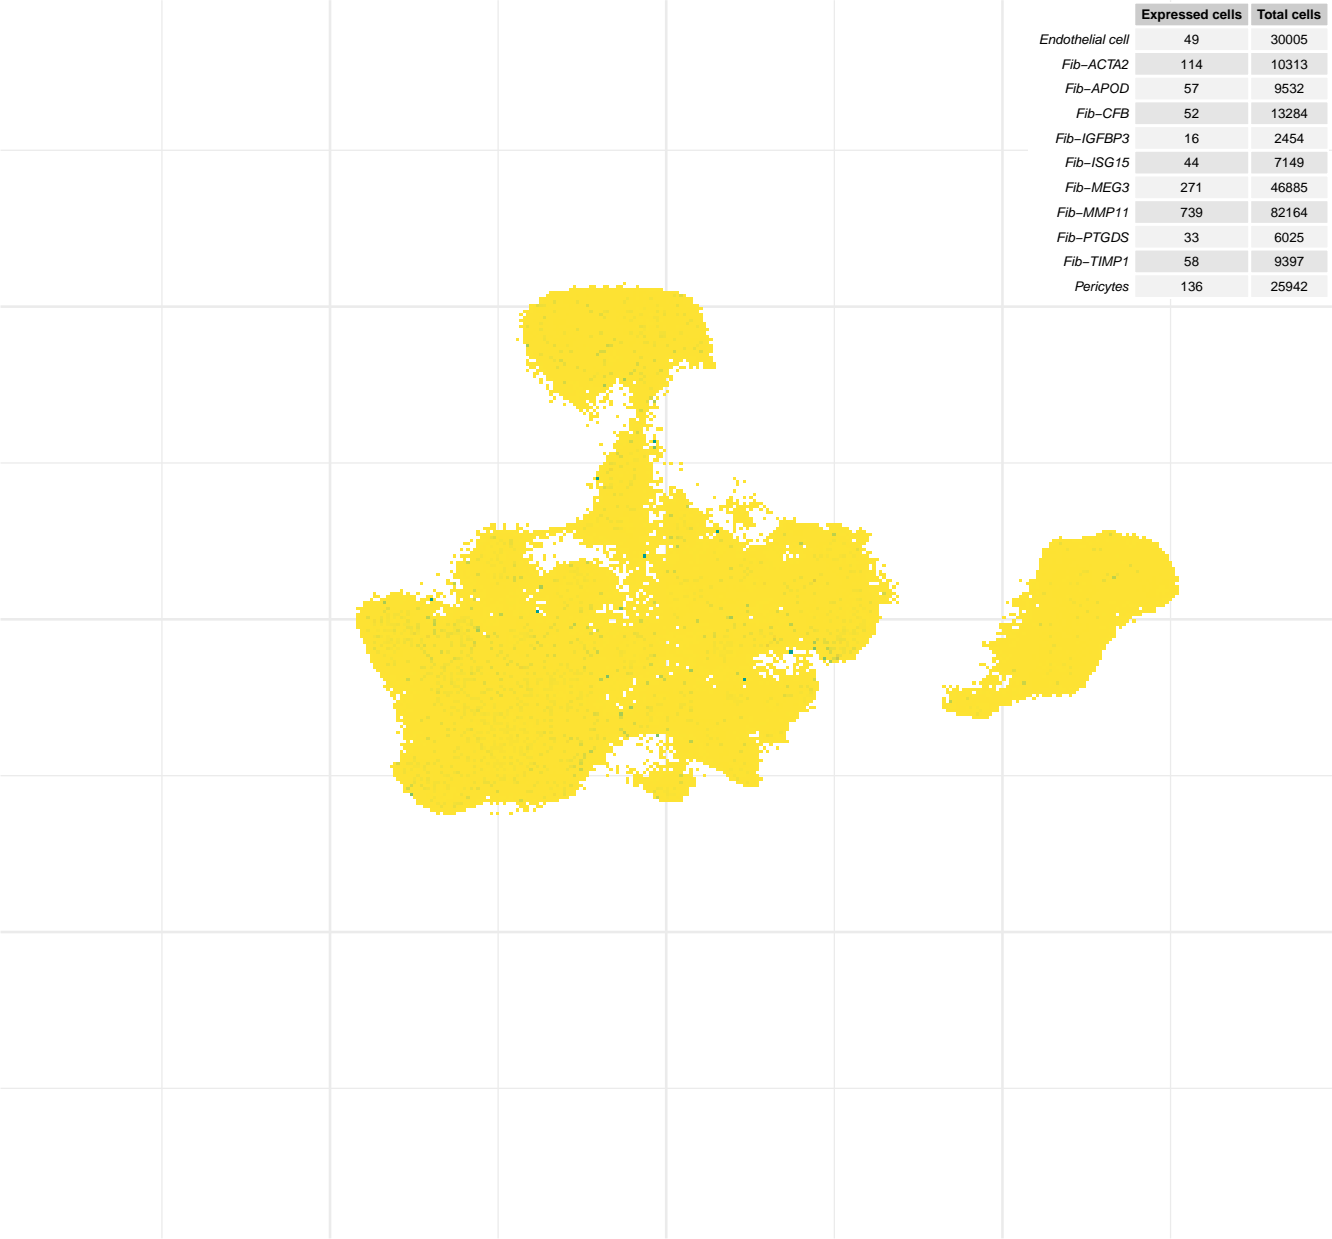 Expressed cells Total cells
Endothelial cell 49 30005
Fib−ACTA2 114 10313
Fib−APOD 57 9532
Fib−CFB 52 13284
Fib−IGFBP3 16 2454
Fib−ISG15 44 7149
Fib−MEG3 271 46885
Fib−MMP11 739 82164
Fib−PTGDS 33 6025
Fib−TIMP1 58 9397
Pericytes 136 25942